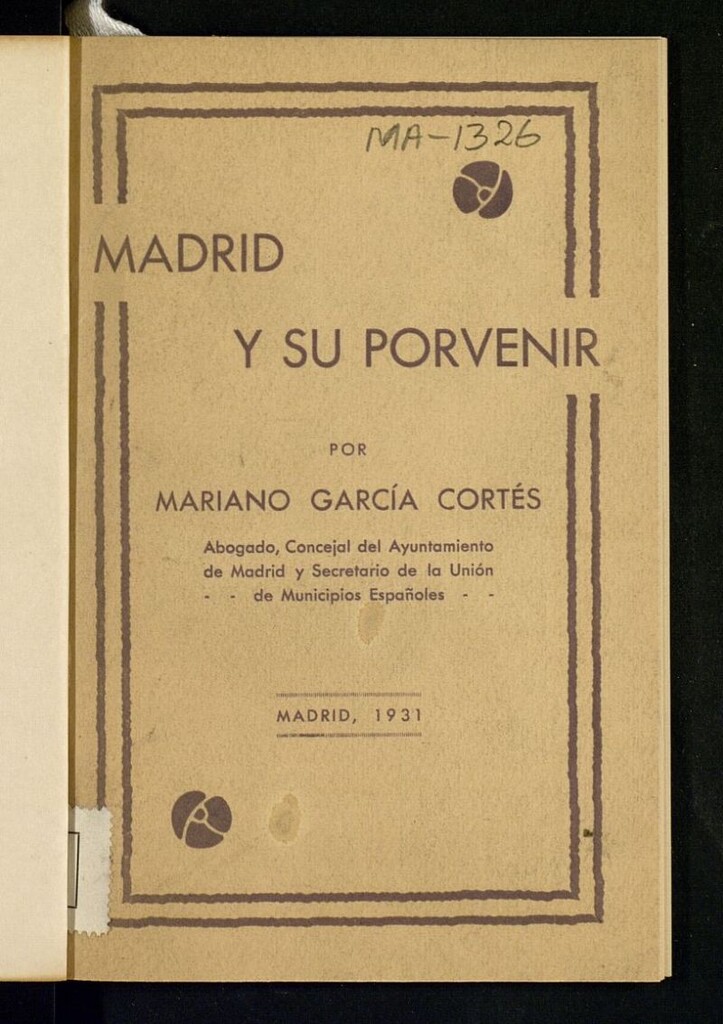 MA-1326
MADRID
Y SU PORVENIR
POR
MARIANO GARCÍA CORTÉS
Abogado, Concejal del Ayuntamiento
de Madrid y Secretario de la Unión
- - de Municipios Españoles - -
MADRID, 1931